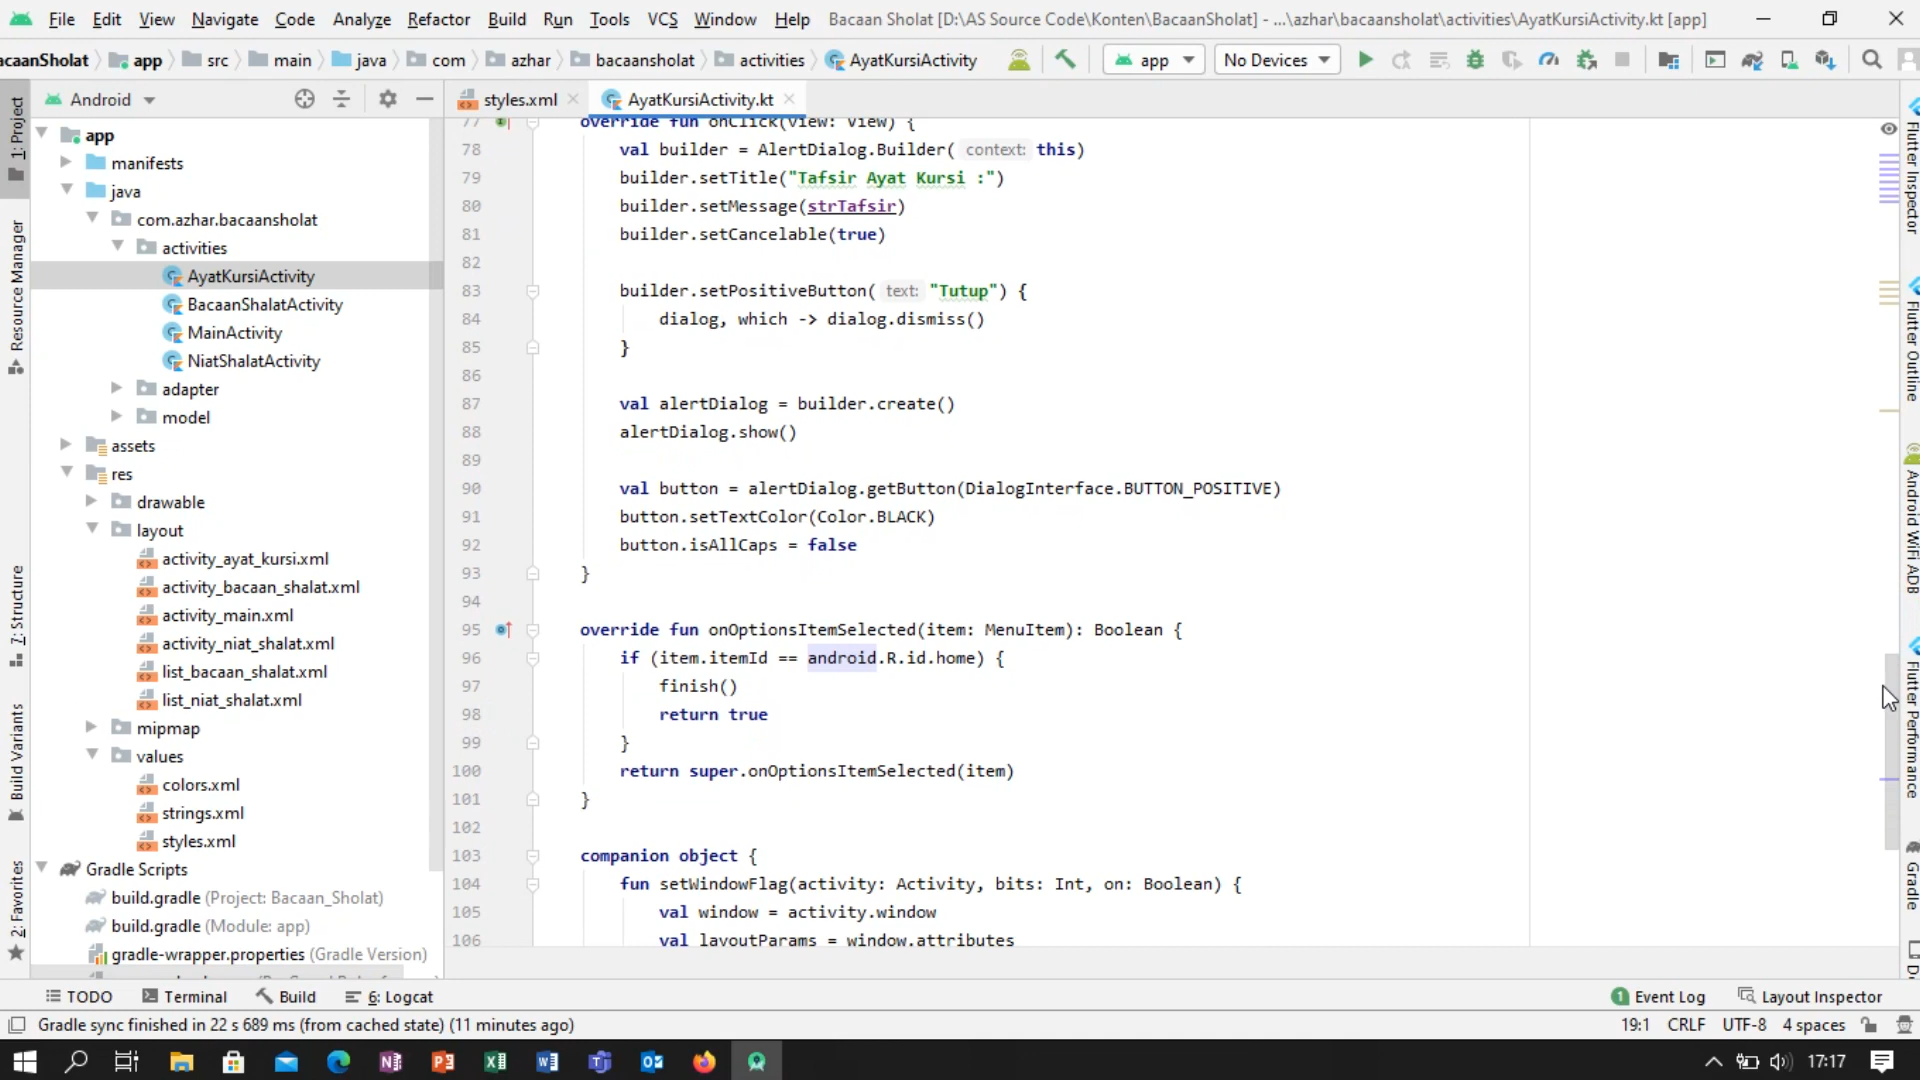 File Edit View Navigate Code Analyze Refactor Build Run Tools VCS Window Help Bacaan Sholat [D:\AS Source Code\Konten\BacaanSholat] - ...\azhar\bacaansholat\activities\AyatKursiActivity.kt [app]
acaanSholat app src main java com azhar bacaansholat activities AyatKursiActivity app No Devices
Android styles.xml AyatKursiActivity.kt
1: Project
Resource Manager
7: Structure
Build Variants
2: Favorites
app
manifests
java
com.azhar.bacaansholat
activities
AyatKursiActivity
BacaanShalatActivity
MainActivity
NiatShalatActivity
adapter
model
assets
res
drawable
layout
activity_ayat_kursi.xml
activity_bacaan_shalat.xml
activity_main.xml
activity_niat_shalat.xml
list_bacaan_shalat.xml
list_niat_shalat.xml
mipmap
values
colors.xml
strings.xml
styles.xml
Gradle Scripts
build.gradle (Project: Bacaan_Sholat)
build.gradle (Module: app)
gradle-wrapper.properties (Gradle Version)
77 override fun onClick(view: View) {
78 val builder = AlertDialog.Builder( context: this)
79 builder.setTitle("Tafsir Ayat Kursi :")
80 builder.setMessage(strTafsir)
81 builder.setCancelable(true)
82
83 builder.setPositiveButton( text: "Tutup") {
84 dialog, which -> dialog.dismiss()
85 }
86
87 val alertDialog = builder.create()
88 alertDialog.show()
89
90 val button = alertDialog.getButton(DialogInterface.BUTTON_POSITIVE)
91 button.setTextColor(Color.BLACK)
92 button.isAllCaps = false
93 }
94
95 override fun onOptionsItemSelected(item: MenuItem): Boolean {
96 if (item.itemId == android.R.id.home) {
97 finish()
98 return true
99 }
100 return super.onOptionsItemSelected(item)
101 }
102
103 companion object {
104 fun setWindowFlag(activity: Activity, bits: Int, on: Boolean) {
105 val window = activity.window
106 val layoutParams = window.attributes
Flutter Inspector
Flutter Outline
Android WiFi ADB
Flutter Performance
Gradle
TODO Terminal Build 6: Logcat 1 Event Log Layout Inspector
Gradle sync finished in 22 s 689 ms (from cached state) (11 minutes ago) 19:1 CRLF UTF-8 4 spaces
17:17